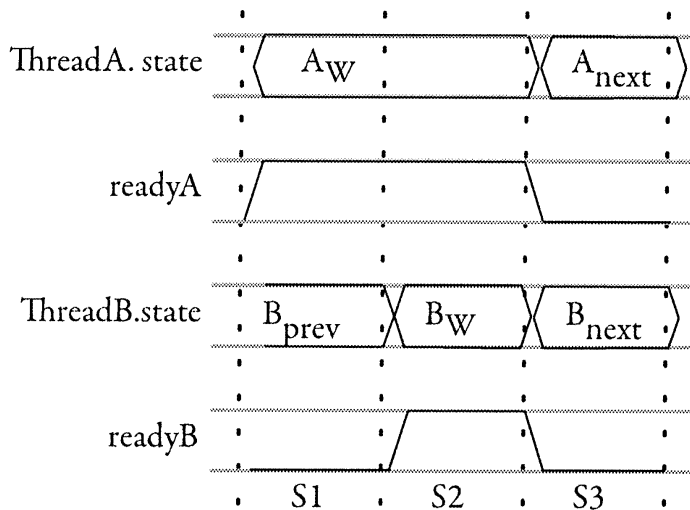 ThreadA. state A_W A_next
readyA
ThreadB.state B_prev B_W B_next
readyB
S1 S2 S3